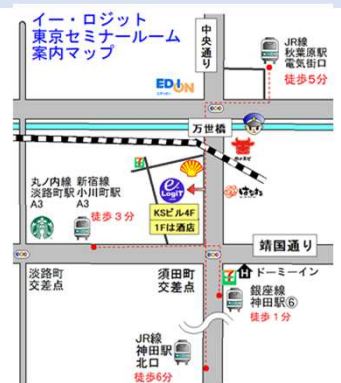 イー・ロジット
東京セミナールーム
案内マップ
中央通り
JR線
秋葉原駅
電気街口
徒歩5分
EDION
万世橋
丸ノ内線
淡路町駅
A3
新宿線
小川町駅
A3
徒歩3分
7
e
LogiT
KSビル4F
1Fは酒店
靖国通り
淡路町
交差点
須田町
交差点
7
H
ドーミーイン
銀座線
神田駅⑥
徒歩1分
JR線
神田駅
北口
徒歩6分